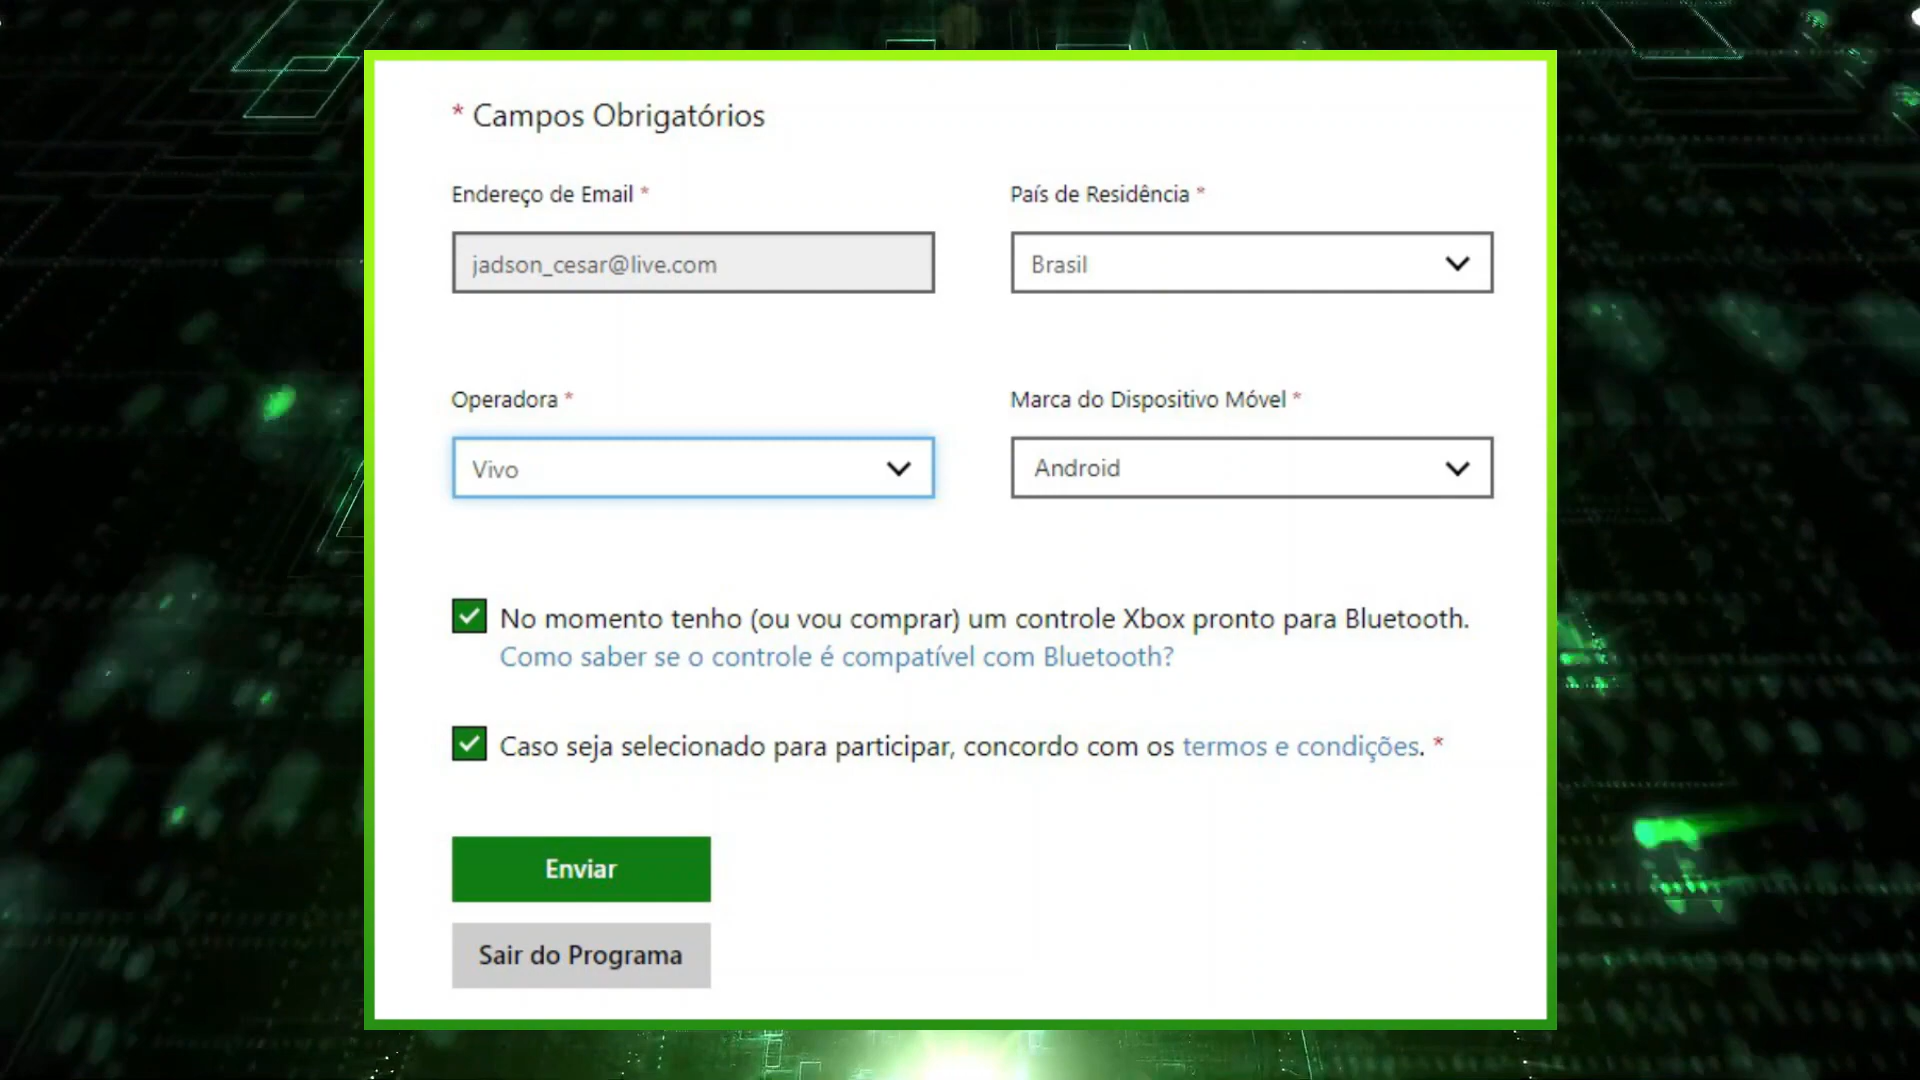 * Campos Obrigatórios
Endereço de Email *
jadson_cesar@live.com
País de Residência *
Brasil
Operadora *
Vivo
Marca do Dispositivo Móvel *
Android
No momento tenho (ou vou comprar) um controle Xbox pronto para Bluetooth.
Como saber se o controle é compatível com Bluetooth?
Caso seja selecionado para participar, concordo com os termos e condições. *
Enviar
Sair do Programa